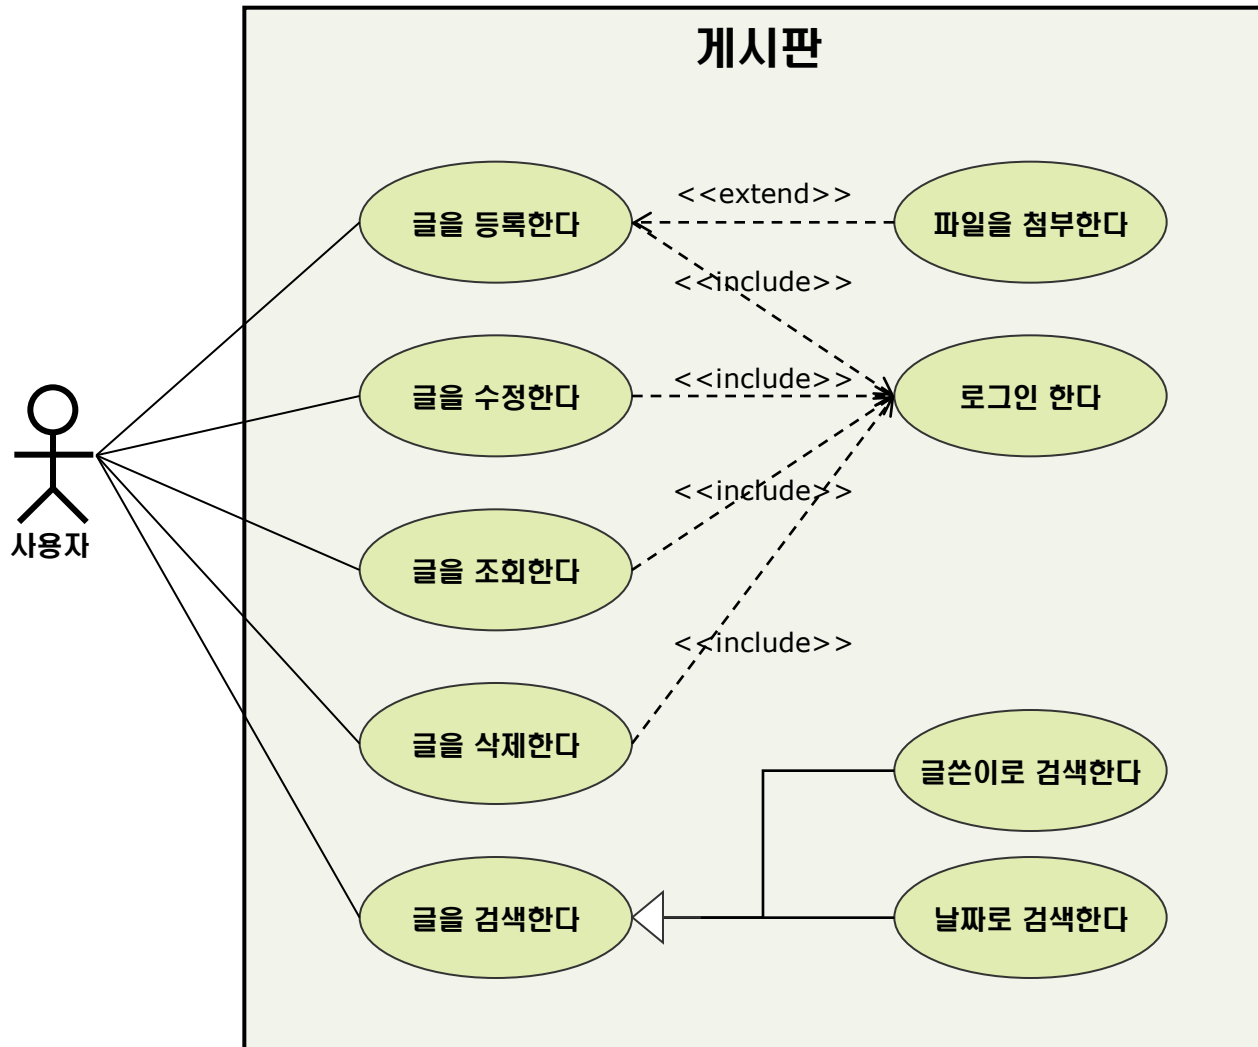 게시판
글을 등록한다
<<extend>>
파일을 첨부한다
<<include>>
글을 수정한다
<<include>>
로그인 한다
사용자
글을 조회한다
<<include>>
글을 삭제한다
<<include>>
글쓴이로 검색한다
글을 검색한다
날짜로 검색한다